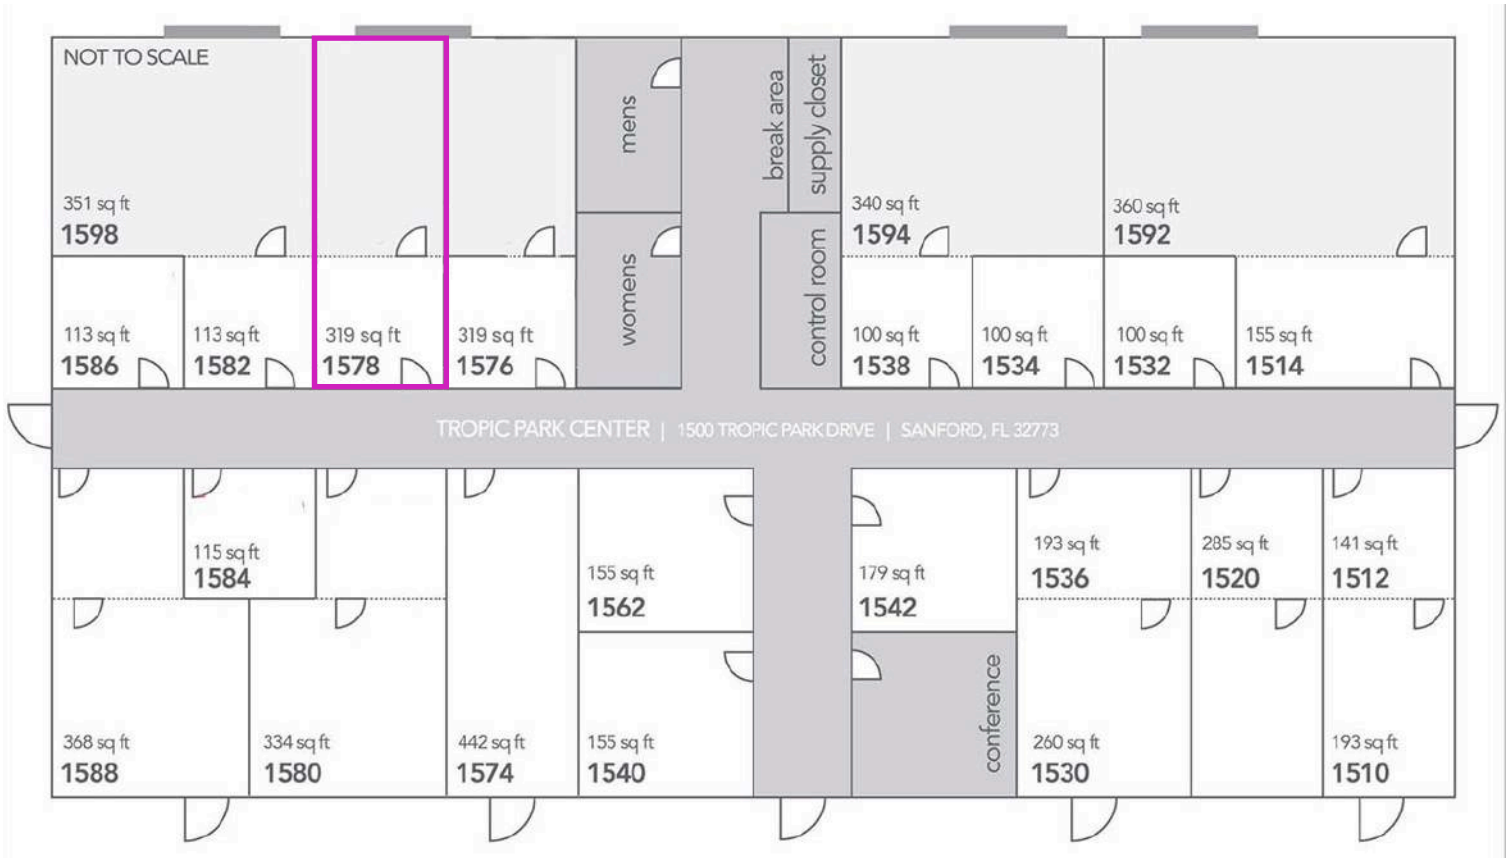 NOT TO SCALE
351 sq ft
1598
mens
break area
supply closet
340 sq ft
1594
360 sq ft
1592
113 sq ft
1586
113 sq ft
1582
319 sq ft
1578
319 sq ft
1576
womens
control room
100 sq ft
1538
100 sq ft
1534
100 sq ft
1532
155 sq ft
1514
TROPIC PARK CENTER | 1500 TROPIC PARK DRIVE | SANFORD, FL 32773
115 sq ft
1584
155 sq ft
1562
179 sq ft
1542
193 sq ft
1536
285 sq ft
1520
141 sq ft
1512
368 sq ft
1588
334 sq ft
1580
442 sq ft
1574
155 sq ft
1540
conference
260 sq ft
1530
193 sq ft
1510